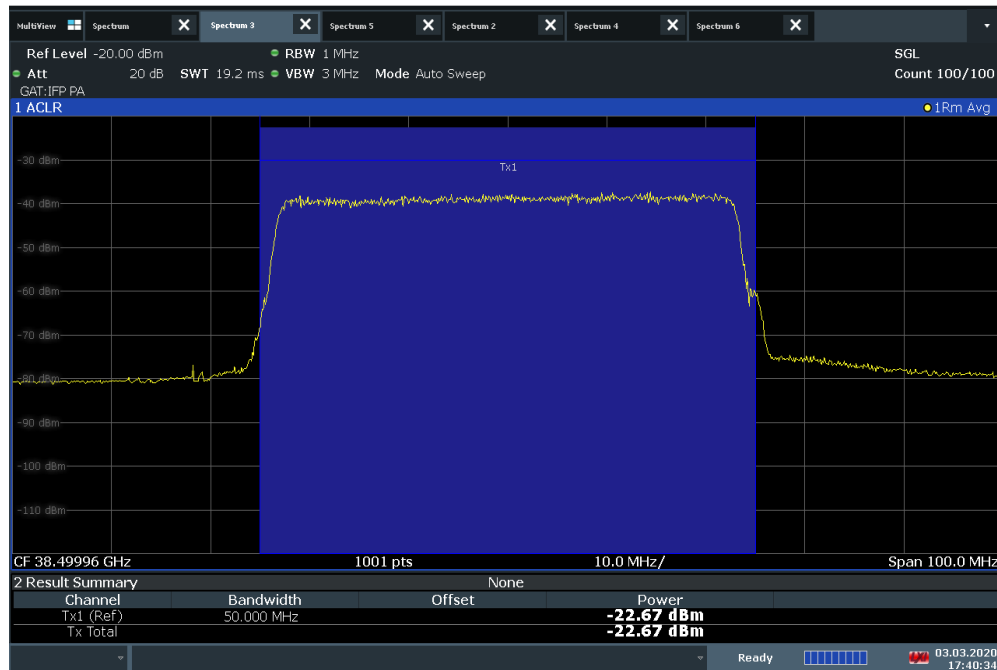 MultiView Spectrum Spectrum 3 Spectrum 5 Spectrum 2 Spectrum 4 Spectrum 6
Ref Level -20.00 dBm RBW 1 MHz SGL
Att 20 dB SWT 19.2 ms VBW 3 MHz Mode Auto Sweep Count 100/100
GAT:IFP PA
1 ACLR 1Rm Avg
-30 dBm
Tx1
-40 dBm
-50 dBm
-60 dBm
-70 dBm
-80 dBm
-90 dBm
-100 dBm
-110 dBm
CF 38.49996 GHz 1001 pts 10.0 MHz/ Span 100.0 MHz
2 Result Summary None
Channel Bandwidth Offset Power
Tx1 (Ref) 50.000 MHz -22.67 dBm
Tx Total -22.67 dBm
Ready 03.03.2020
17:40:34